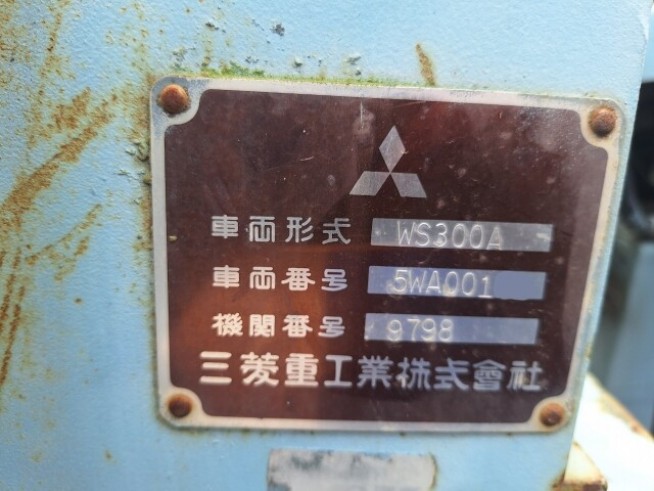 車両形式 WS300A
車両番号 5WA001
機関番号 9798
三菱重工業株式會社